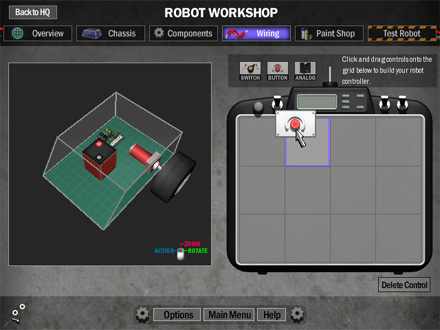 Back to HQ
ROBOT WORKSHOP
Overview
Chassis
Components
Wiring
Paint Shop
Test Robot
SWITCH
BUTTON
ANALOG
Click and drag controls onto the
grid below to build your robot
controller.
ZOOM
ACTION
ROTATE
Delete Control
Options
Main Menu
Help